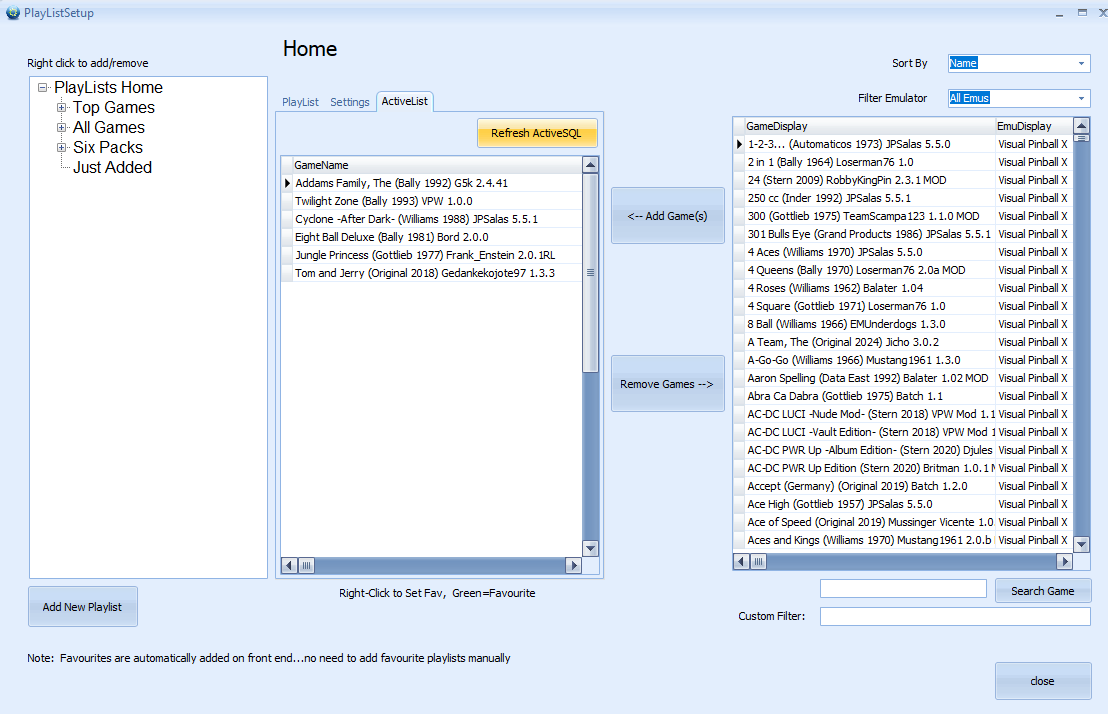 PlayListSetup
Home
Right click to add/remove
Sort By
Name
PlayLists Home
Top Games
All Games
Six Packs
Just Added
PlayList
Settings
ActiveList
Filter Emulator
All Emus
Refresh ActiveSQL
GameName
Addams Family, The (Bally 1992) G5k 2.4.41
Twilight Zone (Bally 1993) VPW 1.0.0
Cyclone -After Dark- (Williams 1988) JPSalas 5.5.1
Eight Ball Deluxe (Bally 1981) Bord 2.0.0
Jungle Princess (Gottlieb 1977) Frank_Enstein 2.0.1RL
Tom and Jerry (Original 2018) Gedankekojote97 1.3.3
<-- Add Game(s)
Remove Games -->
GameDisplay EmuDisplay
1-2-3... (Automaticos 1973) JPSalas 5.5.0 Visual Pinball X
2 in 1 (Bally 1964) Loserman76 1.0 Visual Pinball X
24 (Stern 2009) RobbyKingPin 2.3.1 MOD Visual Pinball X
250 cc (Inder 1992) JPSalas 5.5.1 Visual Pinball X
300 (Gottlieb 1975) TeamScampa123 1.1.0 MOD Visual Pinball X
301 Bulls Eye (Grand Products 1986) JPSalas 5.5.1 Visual Pinball X
4 Aces (Williams 1970) JPSalas 5.5.0 Visual Pinball X
4 Queens (Bally 1970) Loserman76 2.0a MOD Visual Pinball X
4 Roses (Williams 1962) Balater 1.04 Visual Pinball X
4 Square (Gottlieb 1971) Loserman76 1.0 Visual Pinball X
8 Ball (Williams 1966) EMUnderdogs 1.3.0 Visual Pinball X
A Team, The (Original 2024) Jicho 3.0.2 Visual Pinball X
A-Go-Go (Williams 1966) Mustang1961 1.3.0 Visual Pinball X
Aaron Spelling (Data East 1992) Balater 1.02 MOD Visual Pinball X
Abra Ca Dabra (Gottlieb 1975) Batch 1.1 Visual Pinball X
AC-DC LUCI -Nude Mod- (Stern 2018) VPW Mod 1.1 Visual Pinball X
AC-DC LUCI -Vault Edition- (Stern 2018) VPW Mod 1 Visual Pinball X
AC-DC PWR Up -Album Edition- (Stern 2020) Djules Visual Pinball X
AC-DC PWR Up Edition (Stern 2020) Britman 1.0.1 M Visual Pinball X
Accept (Germany) (Original 2019) Batch 1.2.0 Visual Pinball X
Ace High (Gottlieb 1957) JPSalas 5.5.0 Visual Pinball X
Ace of Speed (Original 2019) Mussinger Vicente 1.0 Visual Pinball X
Aces and Kings (Williams 1970) Mustang1961 2.0.b Visual Pinball X
Right-Click to Set Fav, Green=Favourite
Search Game
Add New Playlist
Custom Filter:
Note: Favourites are automatically added on front end...no need to add favourite playlists manually
close